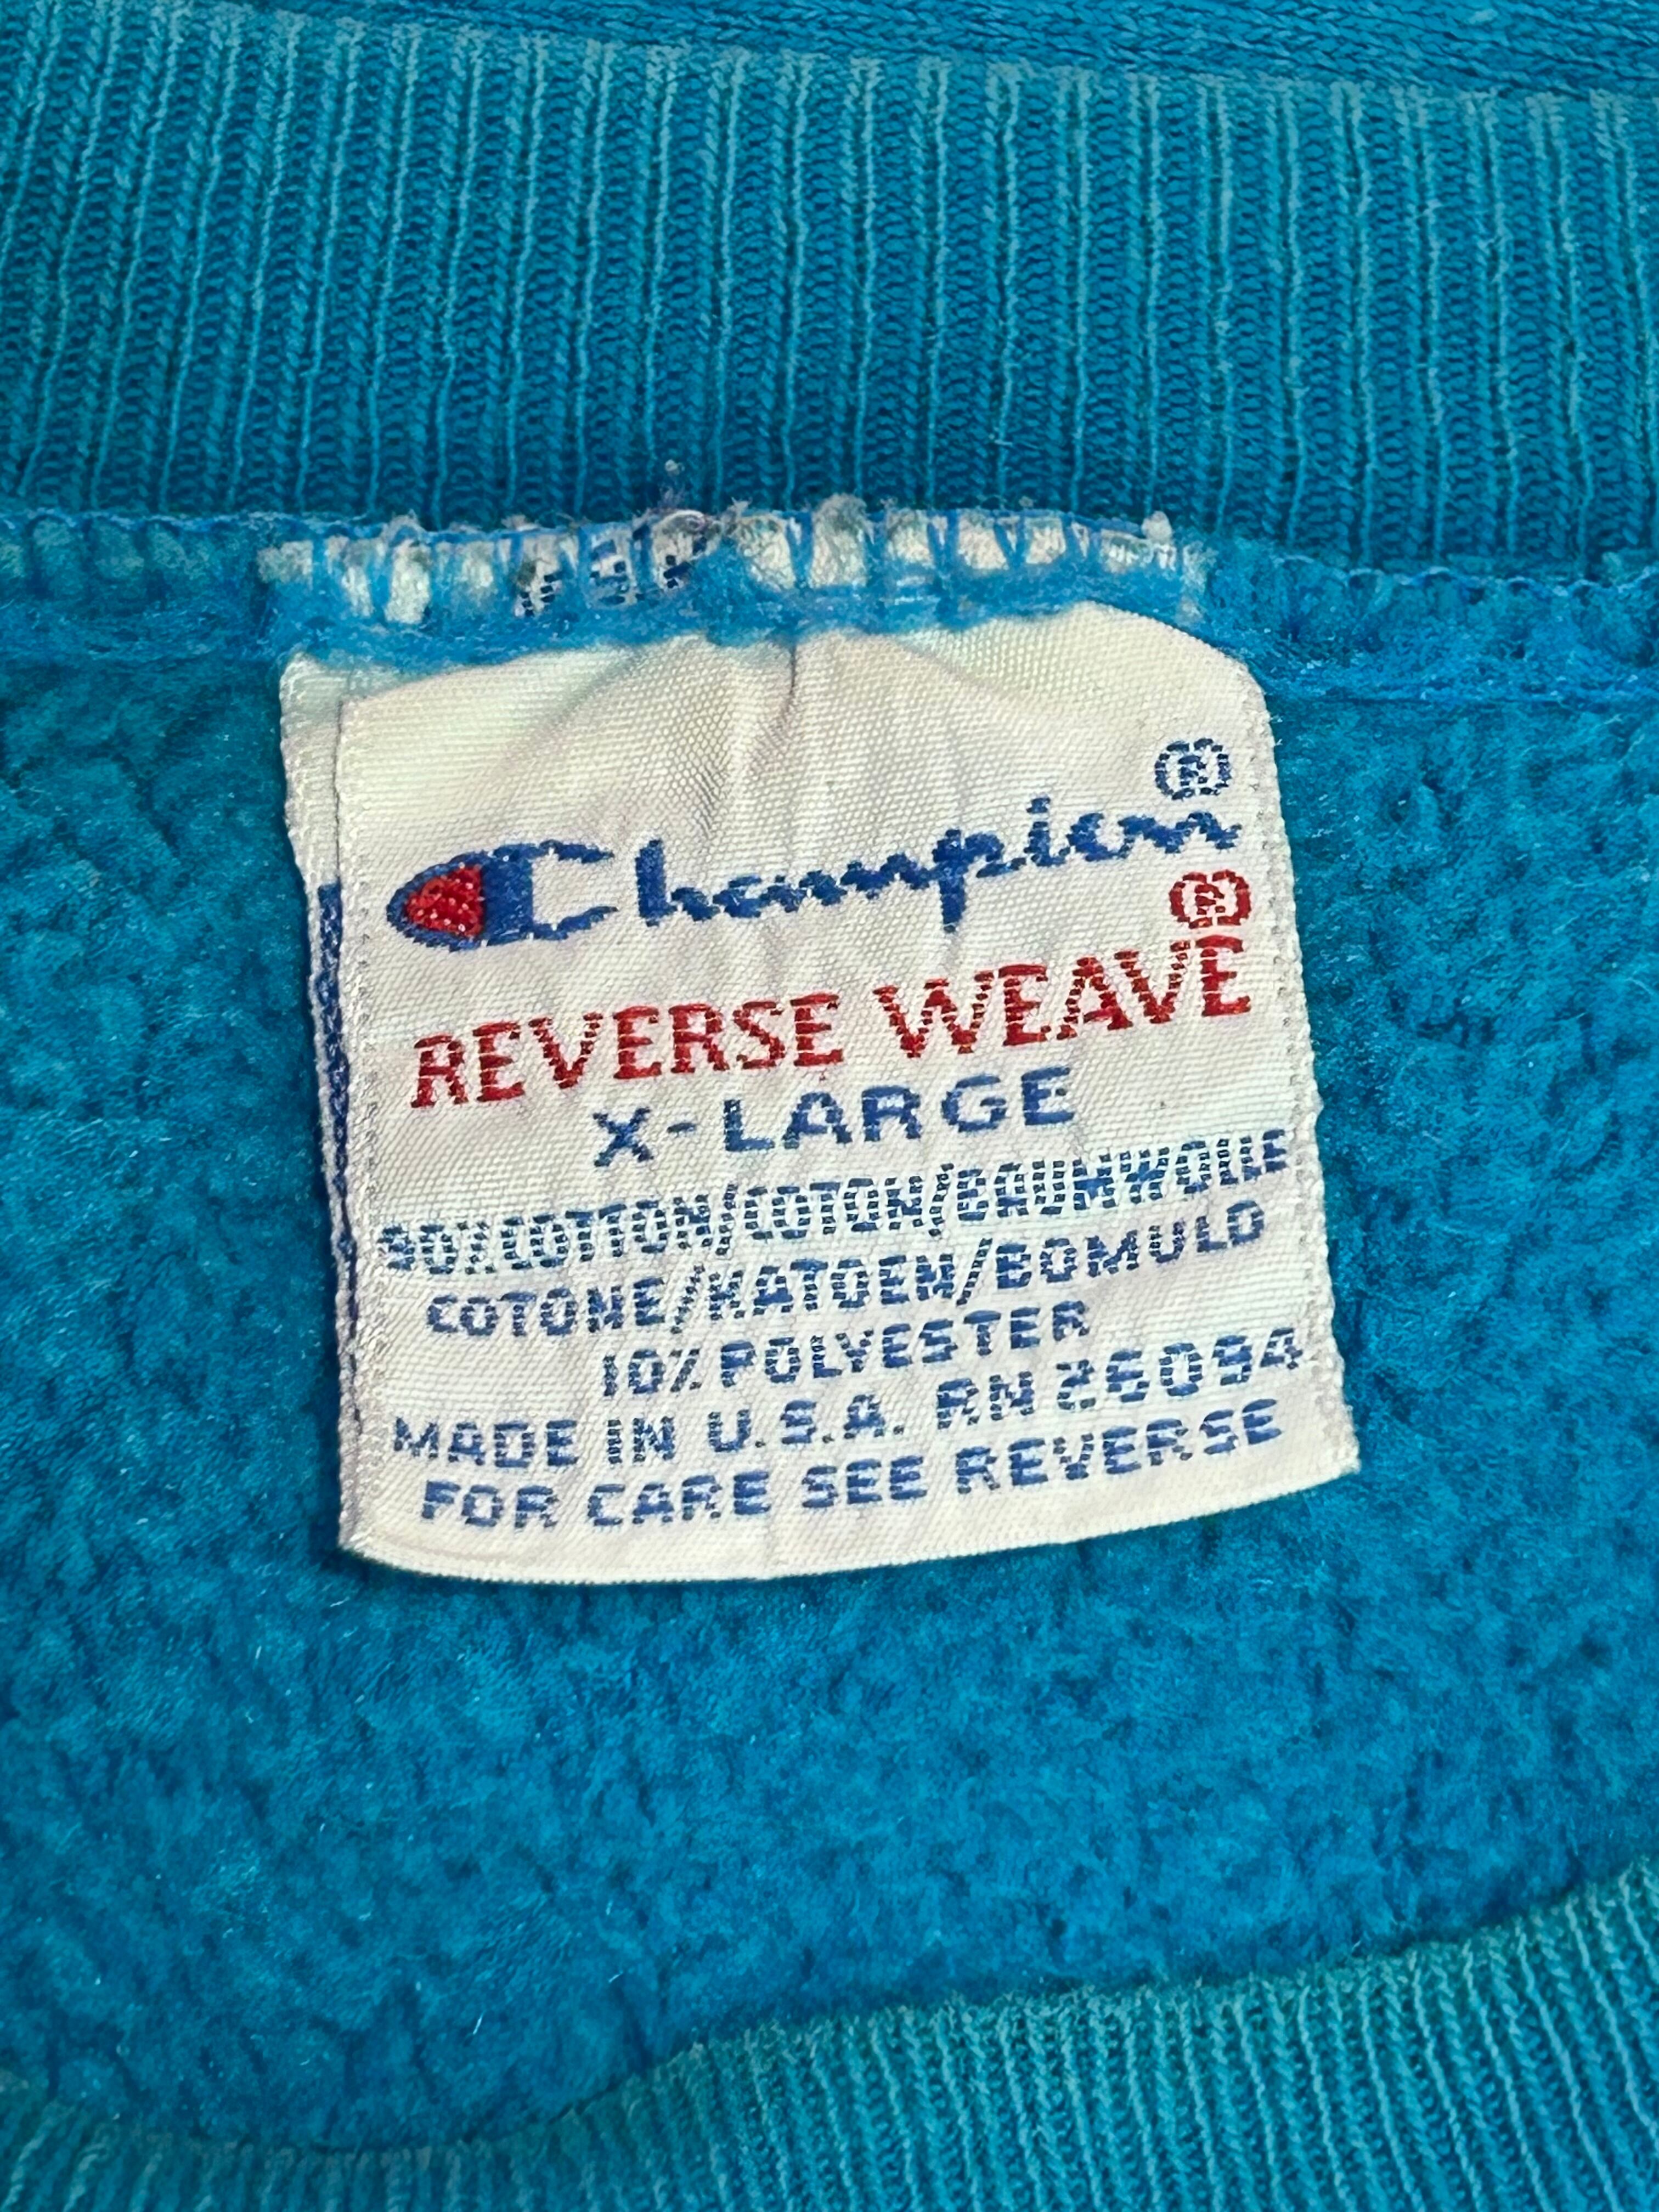 ®
Champion
®
REVERSE WEAVE
X-LARGE
90%COTTON/COTON/BAUMWOLLE
COTONE/KATOEN/BOMULD
10% POLYESTER
MADE IN U.S.A. RN 26094
FOR CARE SEE REVERSE